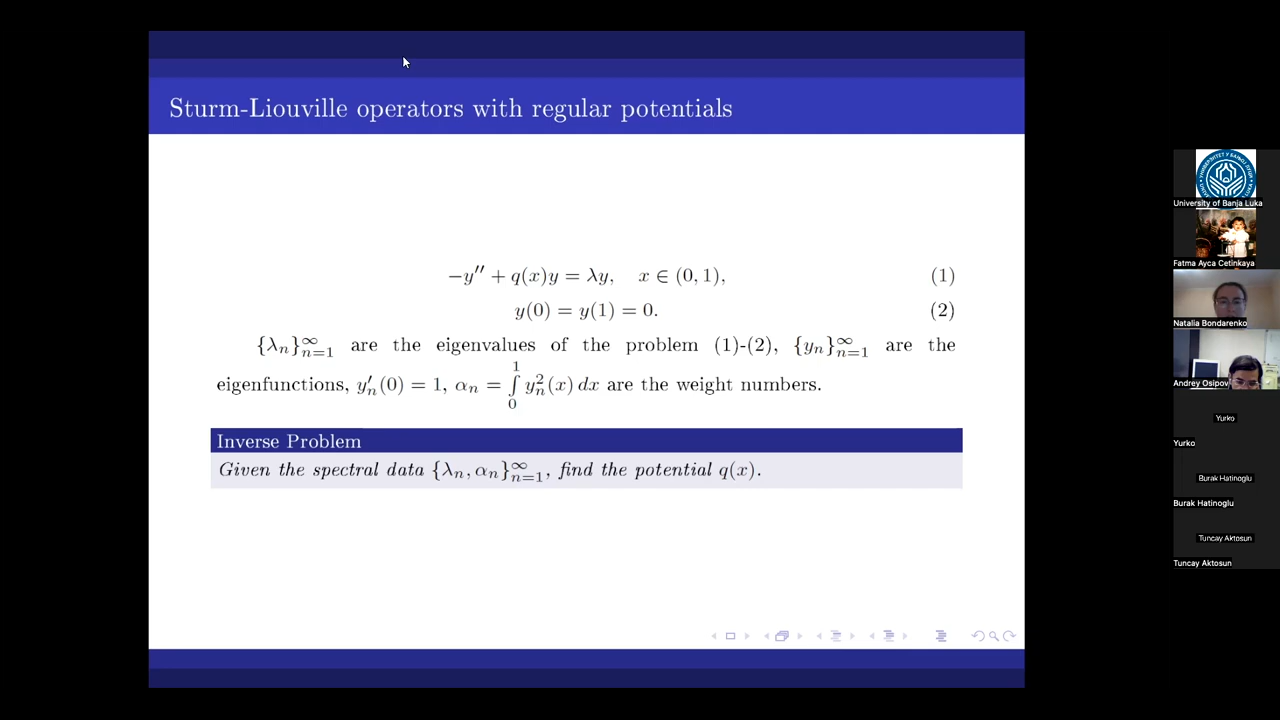 Sturm-Liouville operators with regular potentials
−y″ + q(x)y = λy, x ∈ (0, 1), (1)
y(0) = y(1) = 0. (2)
{λₙ}ₙ₌₁^∞ are the eigenvalues of the problem (1)-(2), {yₙ}ₙ₌₁^∞ are the
eigenfunctions, y′ₙ(0) = 1, αₙ = ∫₀¹ yₙ²(x) dx are the weight numbers.
Inverse Problem
Given the spectral data {λₙ, αₙ}ₙ₌₁^∞, find the potential q(x).
University of Banja Luka
Fatma Ayca Cetinkaya
Natalia Bondarenko
Andrey Osipov
Yurko
Yurko
Burak Hatinoglu
Burak Hatinoglu
Tuncay Aktosun
Tuncay Aktosun